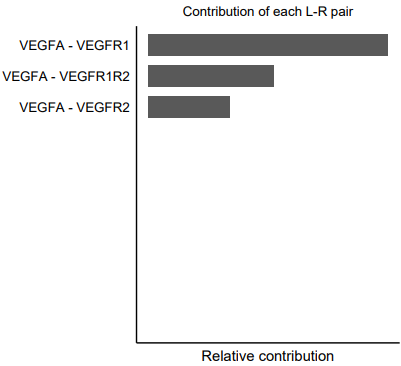 Contribution of each L-R pair
VEGFA - VEGFR1
VEGFA - VEGFR1R2
VEGFA - VEGFR2
Relative contribution